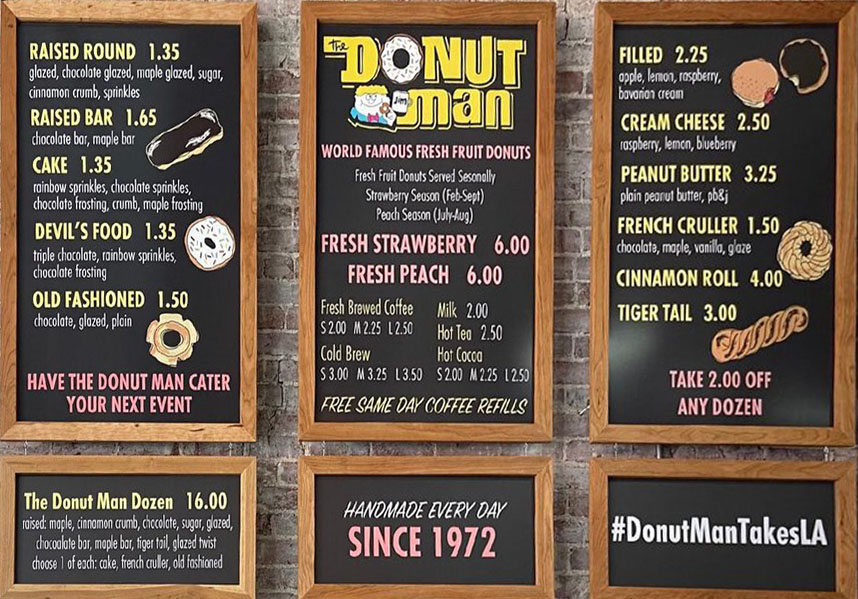 RAISED ROUND 1.35
glazed, chocolate glazed, maple glazed, sugar,
cinnamon crumb, sprinkles
RAISED BAR 1.65
chocolate bar, maple bar
CAKE 1.35
rainbow sprinkles, chocolate sprinkles,
chocolate frosting, crumb, maple frosting
DEVIL'S FOOD 1.35
triple chocolate, rainbow sprinkles,
chocolate frosting
OLD FASHIONED 1.50
chocolate, glazed, plain
HAVE THE DONUT MAN CATER
YOUR NEXT EVENT
The Donut Man Dozen 16.00
raised: maple, cinnamon crumb, chocolate, sugar, glazed,
chocoalate bar, maple bar, tiger tail, glazed twist
choose 1 of each: cake, french cruller, old fashioned
the DONUT
man
Jim
WORLD FAMOUS FRESH FRUIT DONUTS
Fresh Fruit Donuts Served Sesonally
Strawberry Season (Feb-Sept)
Peach Season (July-Aug)
FRESH STRAWBERRY 6.00
FRESH PEACH 6.00
Fresh Brewed Coffee
S 2.00 M 2.25 L 2.50
Cold Brew
S 3.00 M 3.25 L 3.50
Milk 2.00
Hot Tea 2.50
Hot Cocoa
S 2.00 M 2.25 L 2.50
FREE SAME DAY COFFEE REFILLS
HANDMADE EVERY DAY
SINCE 1972
FILLED 2.25
apple, lemon, raspberry,
bavarian cream
CREAM CHEESE 2.50
raspberry, lemon, blueberry
PEANUT BUTTER 3.25
plain peanut butter, pb&j
FRENCH CRULLER 1.50
chocolate, maple, vanilla, glaze
CINNAMON ROLL 4.00
TIGER TAIL 3.00
TAKE 2.00 OFF
ANY DOZEN
#DonutManTakesLA